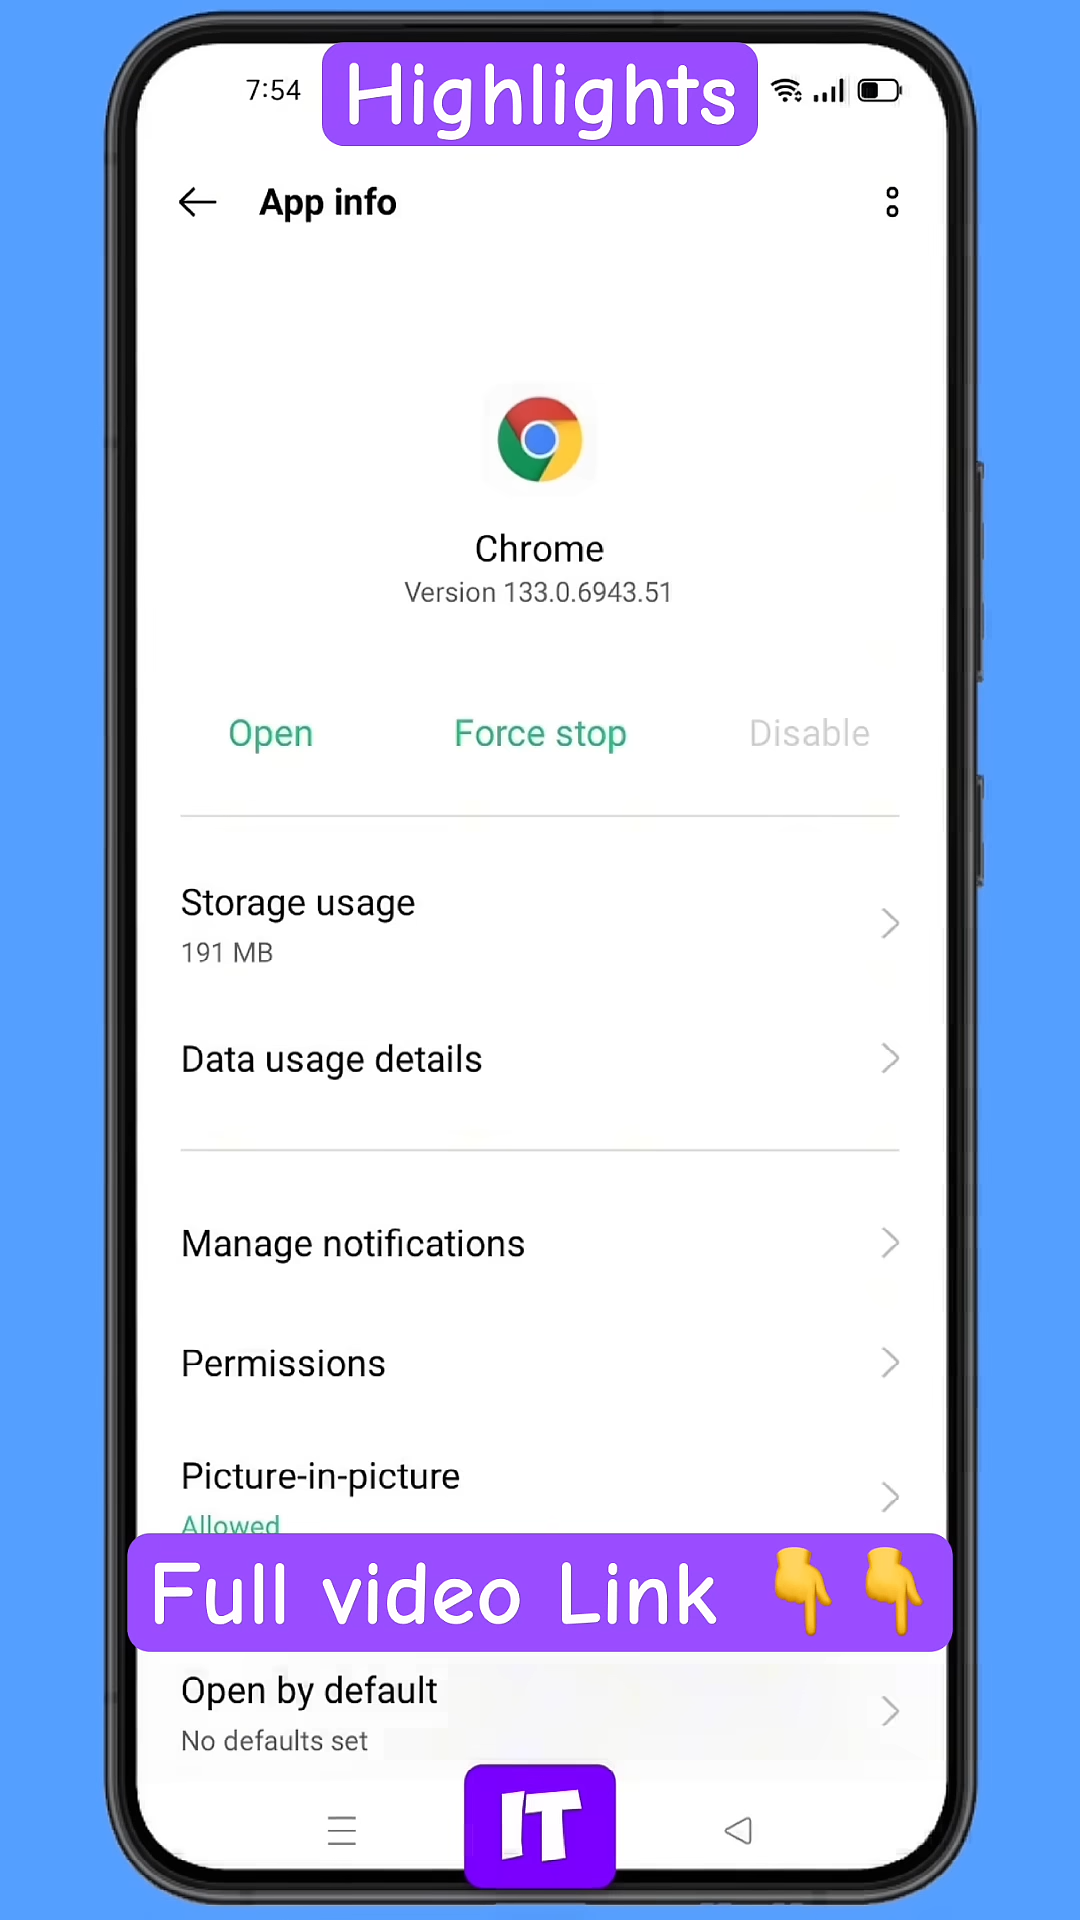 7:54
Highlights
App info
Chrome
Version 133.0.6943.51
Open
Force stop
Disable
Storage usage
191 MB
Data usage details
Manage notifications
Permissions
Picture-in-picture
Allowed
Full video Link 👇👇
Open by default
No defaults set
IT